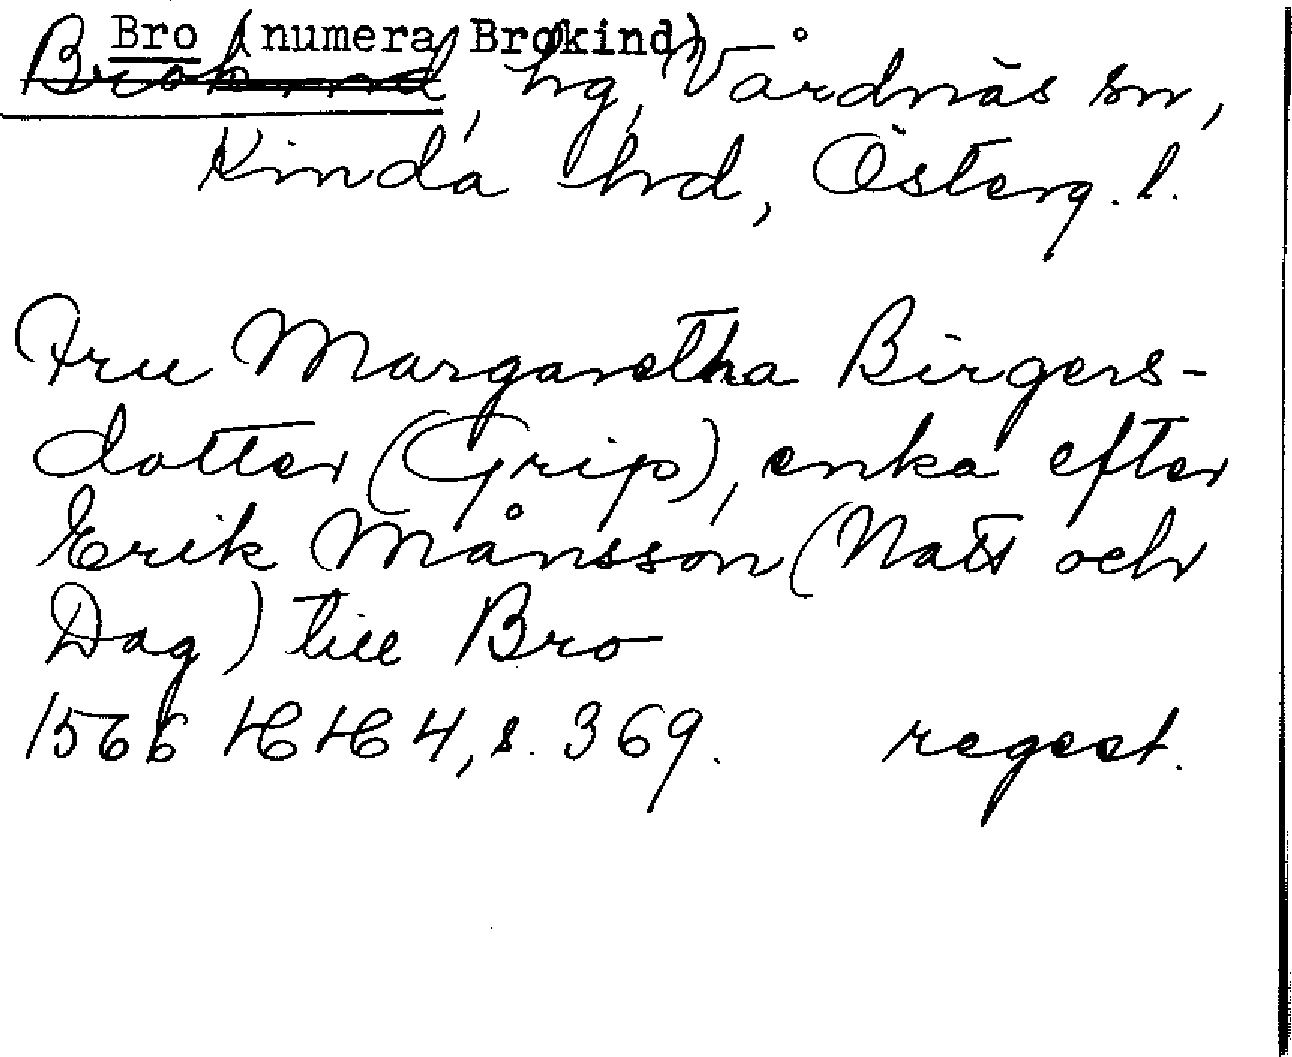 Bro (numera Brokind)
Brokind, hg, Vårdnäs sn,
Kinda hrd, Österg. l.
Fru Margaretha Birgers-
dotter (Grip), enka efter
Erik Månsson (Natt och
Dag) till Bro
1566 HH 4, s. 369. regest.